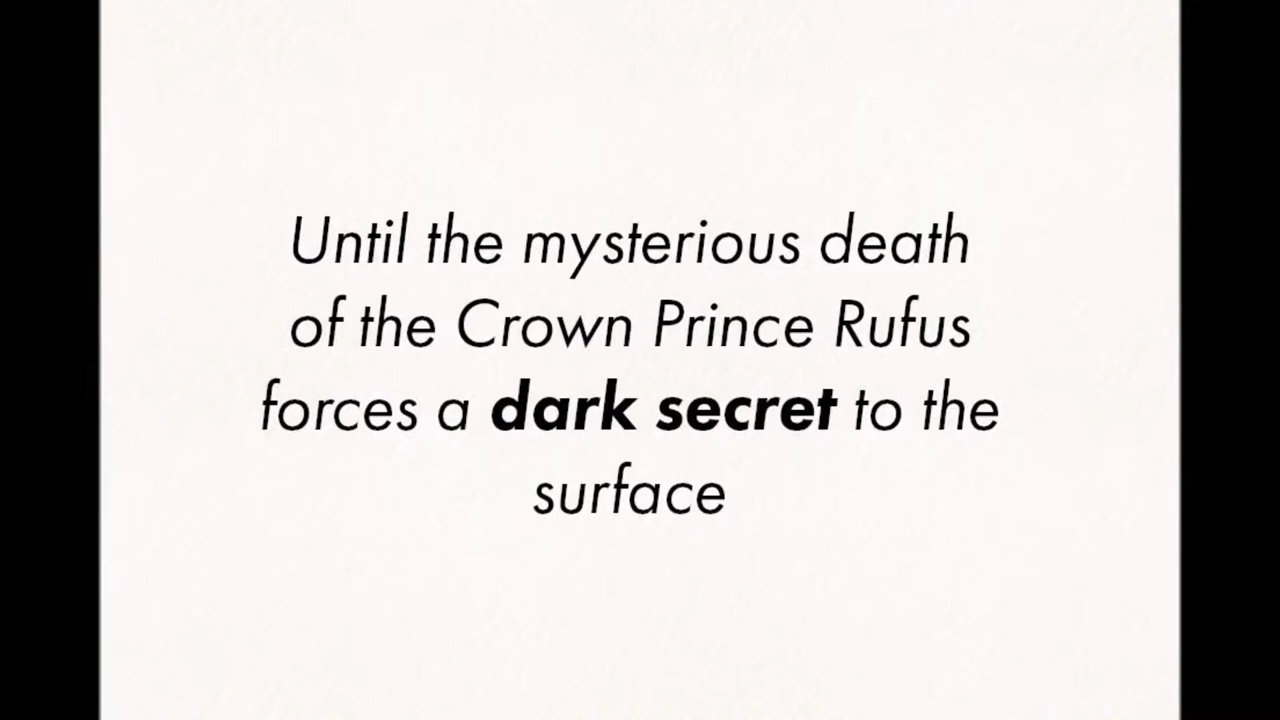 Until the mysterious death
of the Crown Prince Rufus
forces a dark secret to the
surface